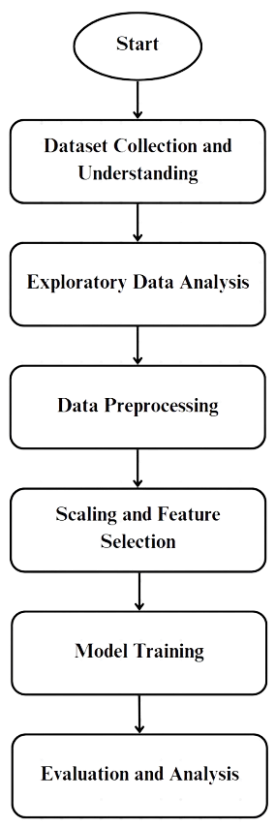 Start
Dataset Collection and
Understanding
Exploratory Data Analysis
Data Preprocessing
Scaling and Feature
Selection
Model Training
Evaluation and Analysis